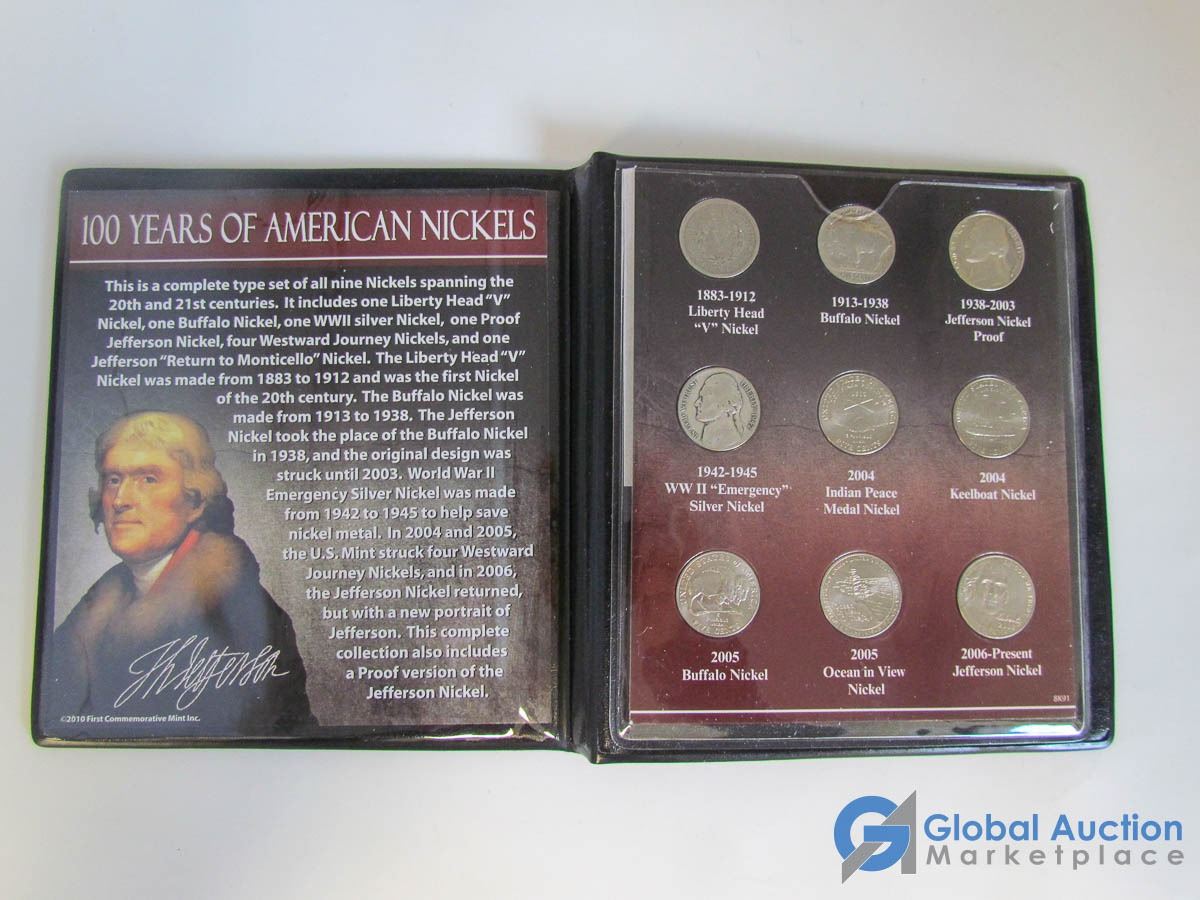 100 YEARS OF AMERICAN NICKELS
This is a complete type set of all nine Nickels spanning the
20th and 21st centuries. It includes one Liberty Head "V"
Nickel, one Buffalo Nickel, one WWII silver Nickel, one Proof
Jefferson Nickel, four Westward Journey Nickels, and one
Jefferson "Return to Monticello" Nickel. The Liberty Head "V"
Nickel was made from 1883 to 1912 and was the first Nickel
of the 20th century. The Buffalo Nickel was
made from 1913 to 1938. The Jefferson
Nickel took the place of the Buffalo Nickel
in 1938, and the original design was
struck until 2003. World War II
Emergency Silver Nickel was made
from 1942 to 1945 to help save
nickel metal. In 2004 and 2005,
the U.S. Mint struck four Westward
Journey Nickels, and in 2006,
the Jefferson Nickel returned,
but with a new portrait of
Jefferson. This complete
collection also includes
a Proof version of the
Jefferson Nickel.
Th Jefferson
©2010 First Commemorative Mint Inc.
1883-1912
Liberty Head
"V" Nickel
1913-1938
Buffalo Nickel
1938-2003
Jefferson Nickel
Proof
1942-1945
WW II "Emergency"
Silver Nickel
2004
Indian Peace
Medal Nickel
2004
Keelboat Nickel
2005
Buffalo Nickel
2005
Ocean in View
Nickel
2006-Present
Jefferson Nickel
8K91
Global Auction
Marketplace